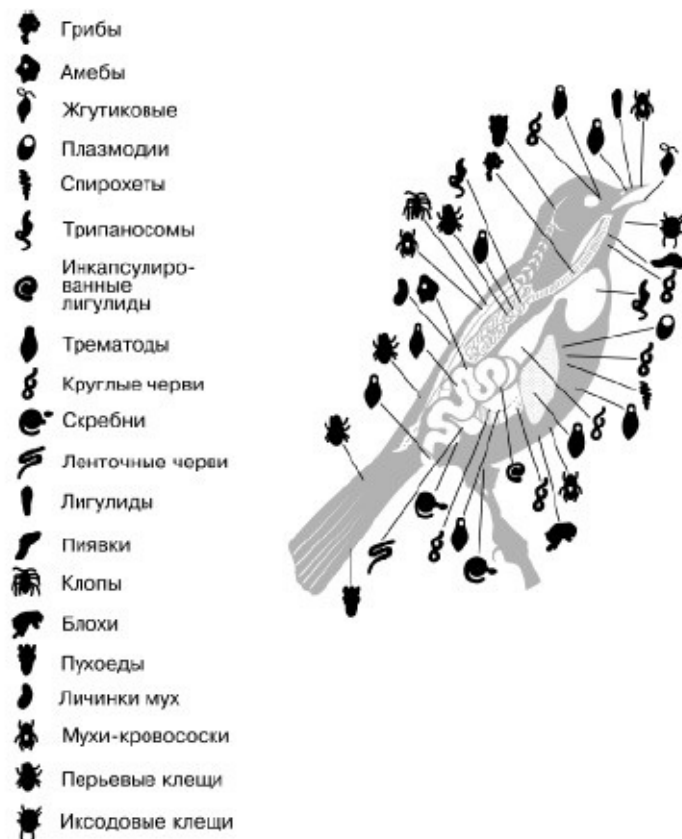 Грибы
Амебы
Жгутиковые
Плазмодии
Спирохеты
Трипаносомы
Инкапсулиро-
ванные
лигулиды
Трематоды
Круглые черви
Скребни
Ленточные черви
Лигулиды
Пиявки
Клопы
Блохи
Пухоеды
Личинки мух
Мухи-кровососки
Перьевые клещи
Иксодовые клещи